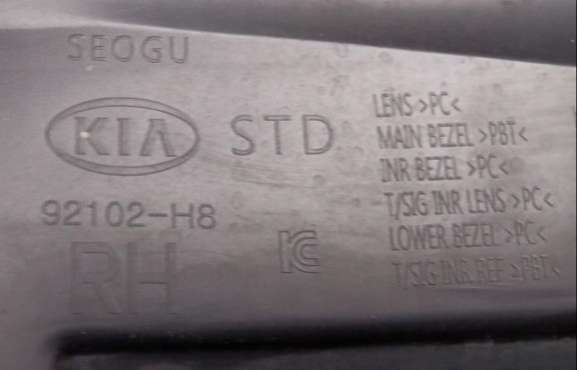 SEOGU
KIA STD
92102-H8
RH
LENS>PC<
MAIN BEZEL >PBT<
INR BEZEL >PC<
T/SIG INR LENS >PC<
LOWER BEZEL >PC<
T/SIG INR REF >PBT<